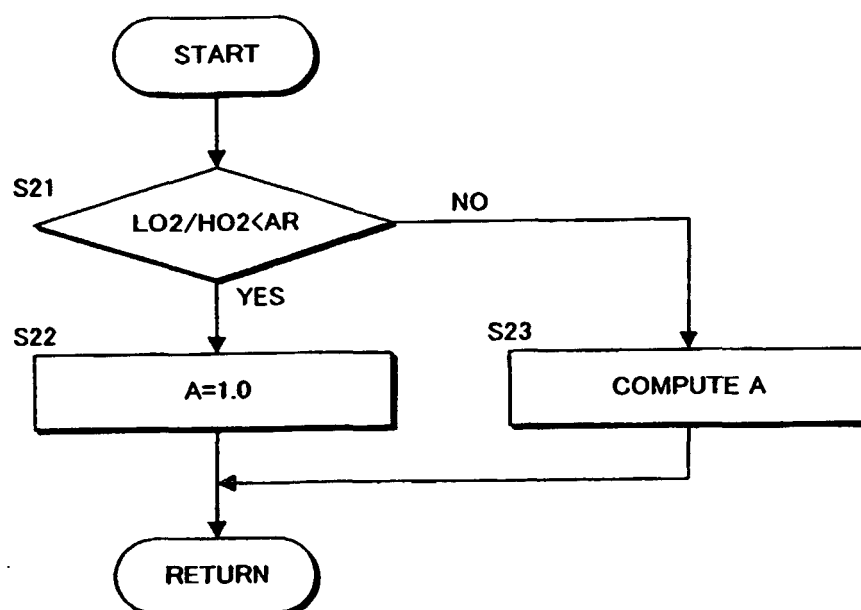 START
S21
LO2/HO2<AR
NO
YES
S22
A=1.0
S23
COMPUTE A
RETURN